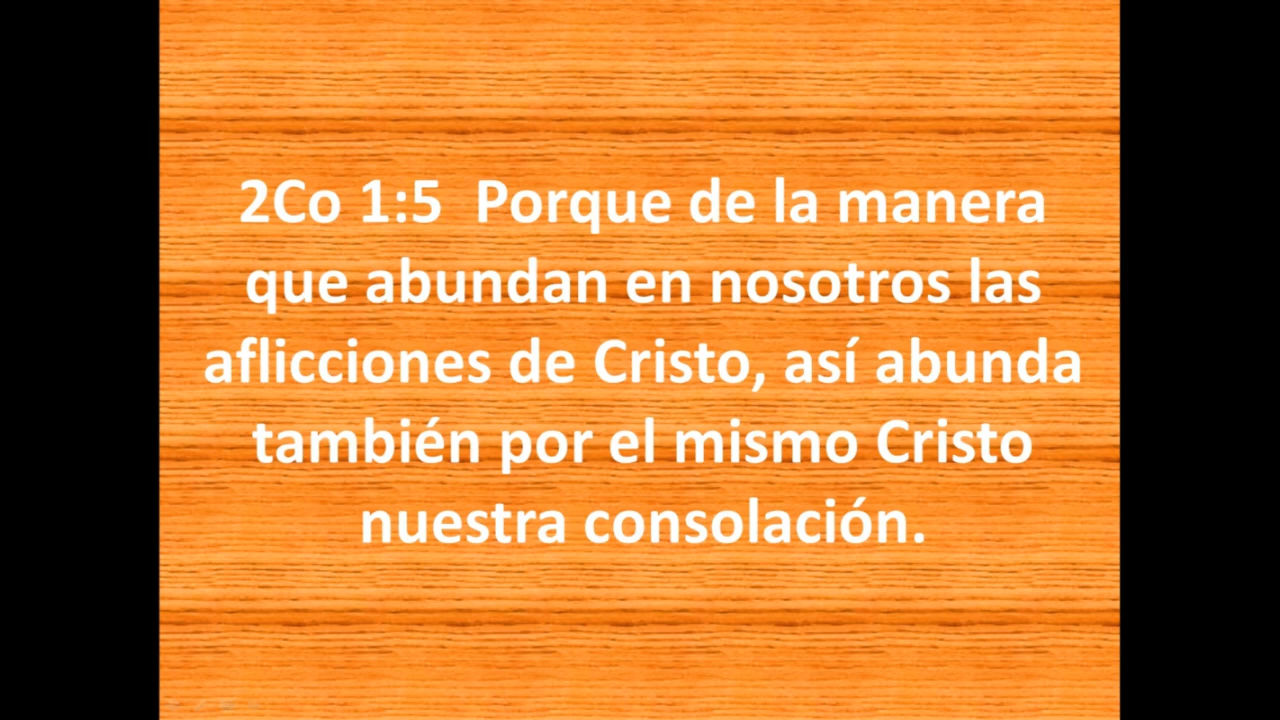 2Co 1:5  Porque de la manera
que abundan en nosotros las
aflicciones de Cristo, así abunda
también por el mismo Cristo
nuestra consolación.